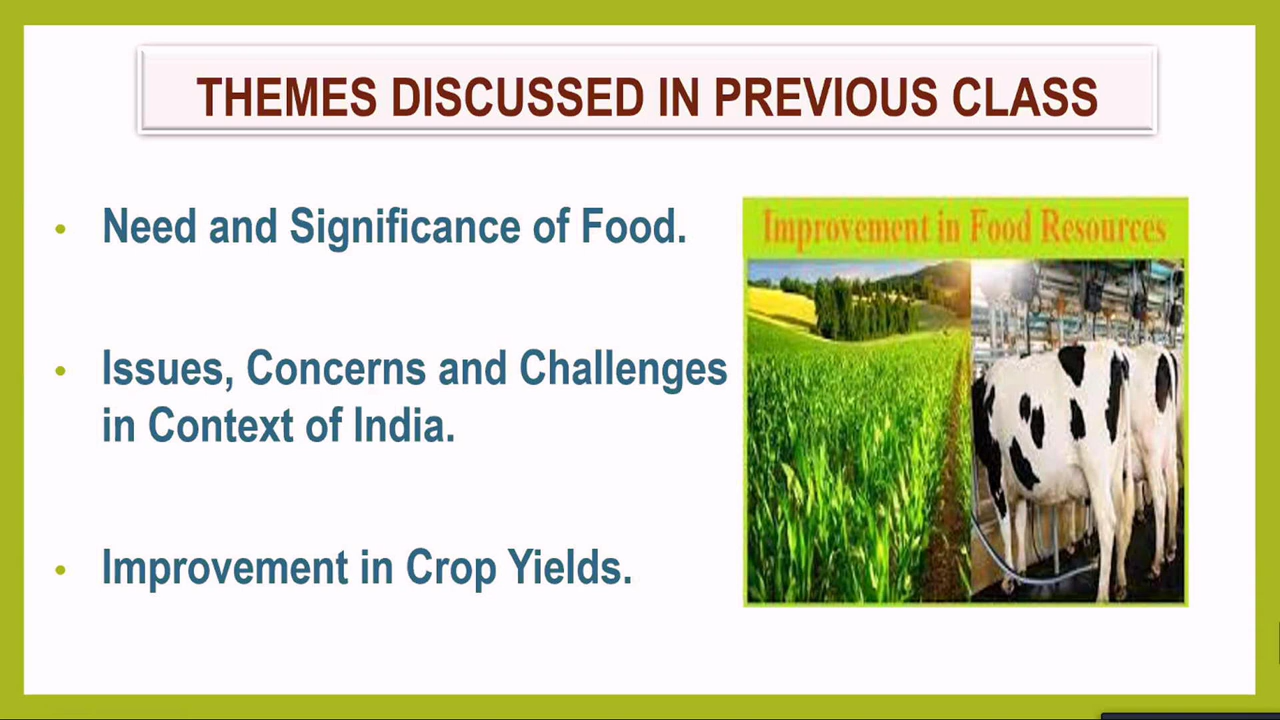 THEMES DISCUSSED IN PREVIOUS CLASS
• Need and Significance of Food.
• Issues, Concerns and Challenges
in Context of India.
• Improvement in Crop Yields.
Improvement in Food Resources